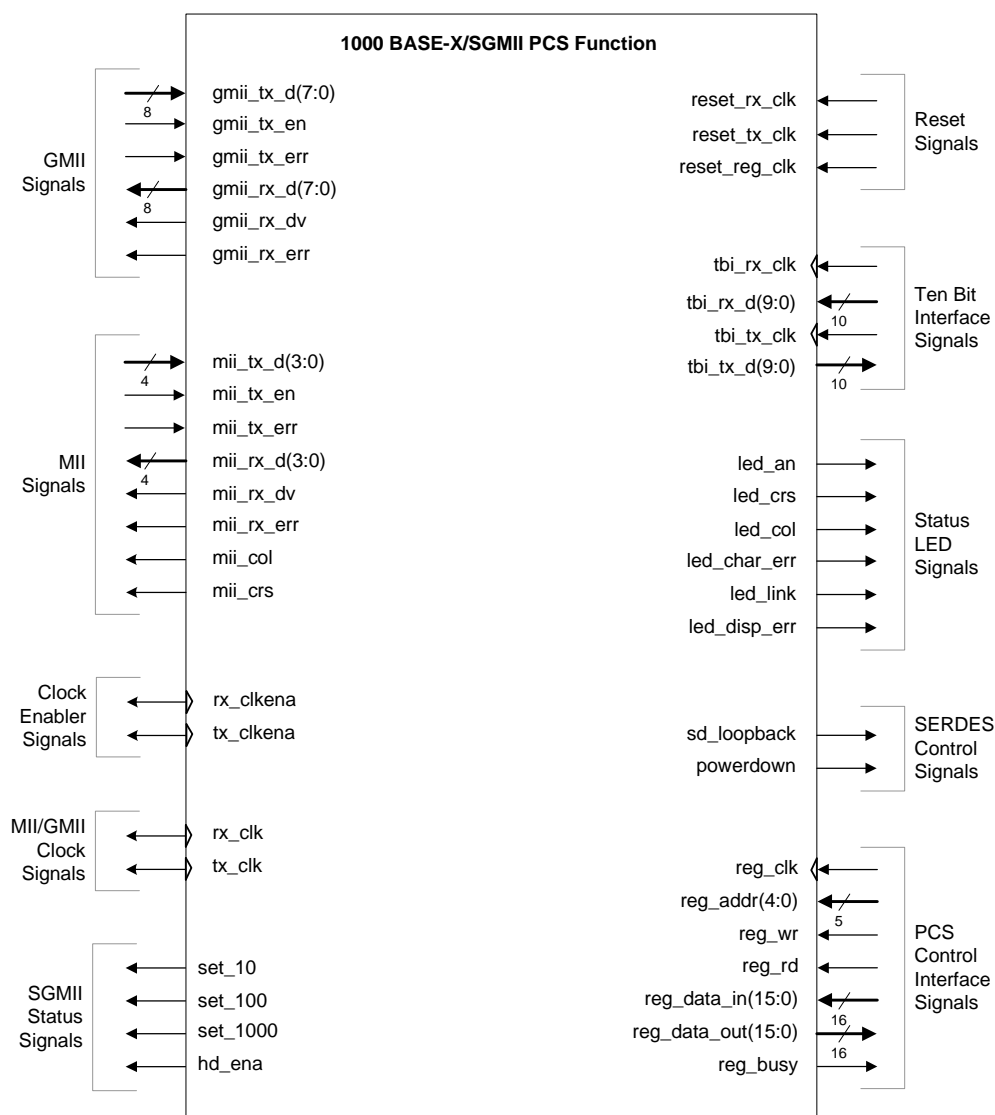 1000 BASE-X/SGMII PCS Function
GMII
Signals
8
gmii_tx_d(7:0)
gmii_tx_en
gmii_tx_err
gmii_rx_d(7:0)
8
gmii_rx_dv
gmii_rx_err
MII
Signals
mii_tx_d(3:0)
4
mii_tx_en
mii_tx_err
mii_rx_d(3:0)
4
mii_rx_dv
mii_rx_err
mii_col
mii_crs
Clock
Enabler
Signals
rx_clkena
tx_clkena
MII/GMII
Clock
Signals
rx_clk
tx_clk
SGMII
Status
Signals
set_10
set_100
set_1000
hd_ena
reset_rx_clk
reset_tx_clk
reset_reg_clk
Reset
Signals
tbi_rx_clk
tbi_rx_d(9:0)
10
tbi_tx_clk
tbi_tx_d(9:0)
10
Ten Bit
Interface
Signals
led_an
led_crs
led_col
led_char_err
led_link
led_disp_err
Status
LED
Signals
sd_loopback
powerdown
SERDES
Control
Signals
reg_clk
reg_addr(4:0)
5
reg_wr
reg_rd
reg_data_in(15:0)
16
reg_data_out(15:0)
16
reg_busy
PCS
Control
Interface
Signals